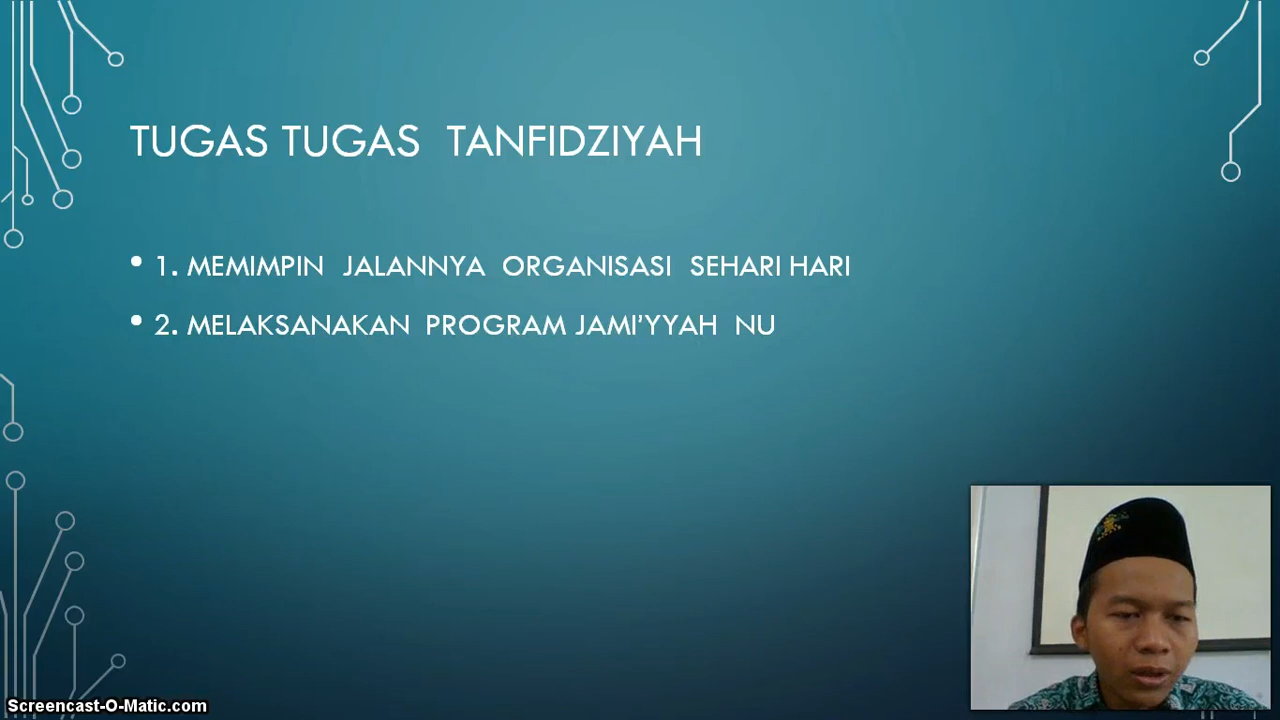 TUGAS TUGAS TANFIDZIYAH
• 1. MEMIMPIN JALANNYA ORGANISASI SEHARI HARI
• 2. MELAKSANAKAN PROGRAM JAMI’YYAH NU
Screencast-O-Matic.com